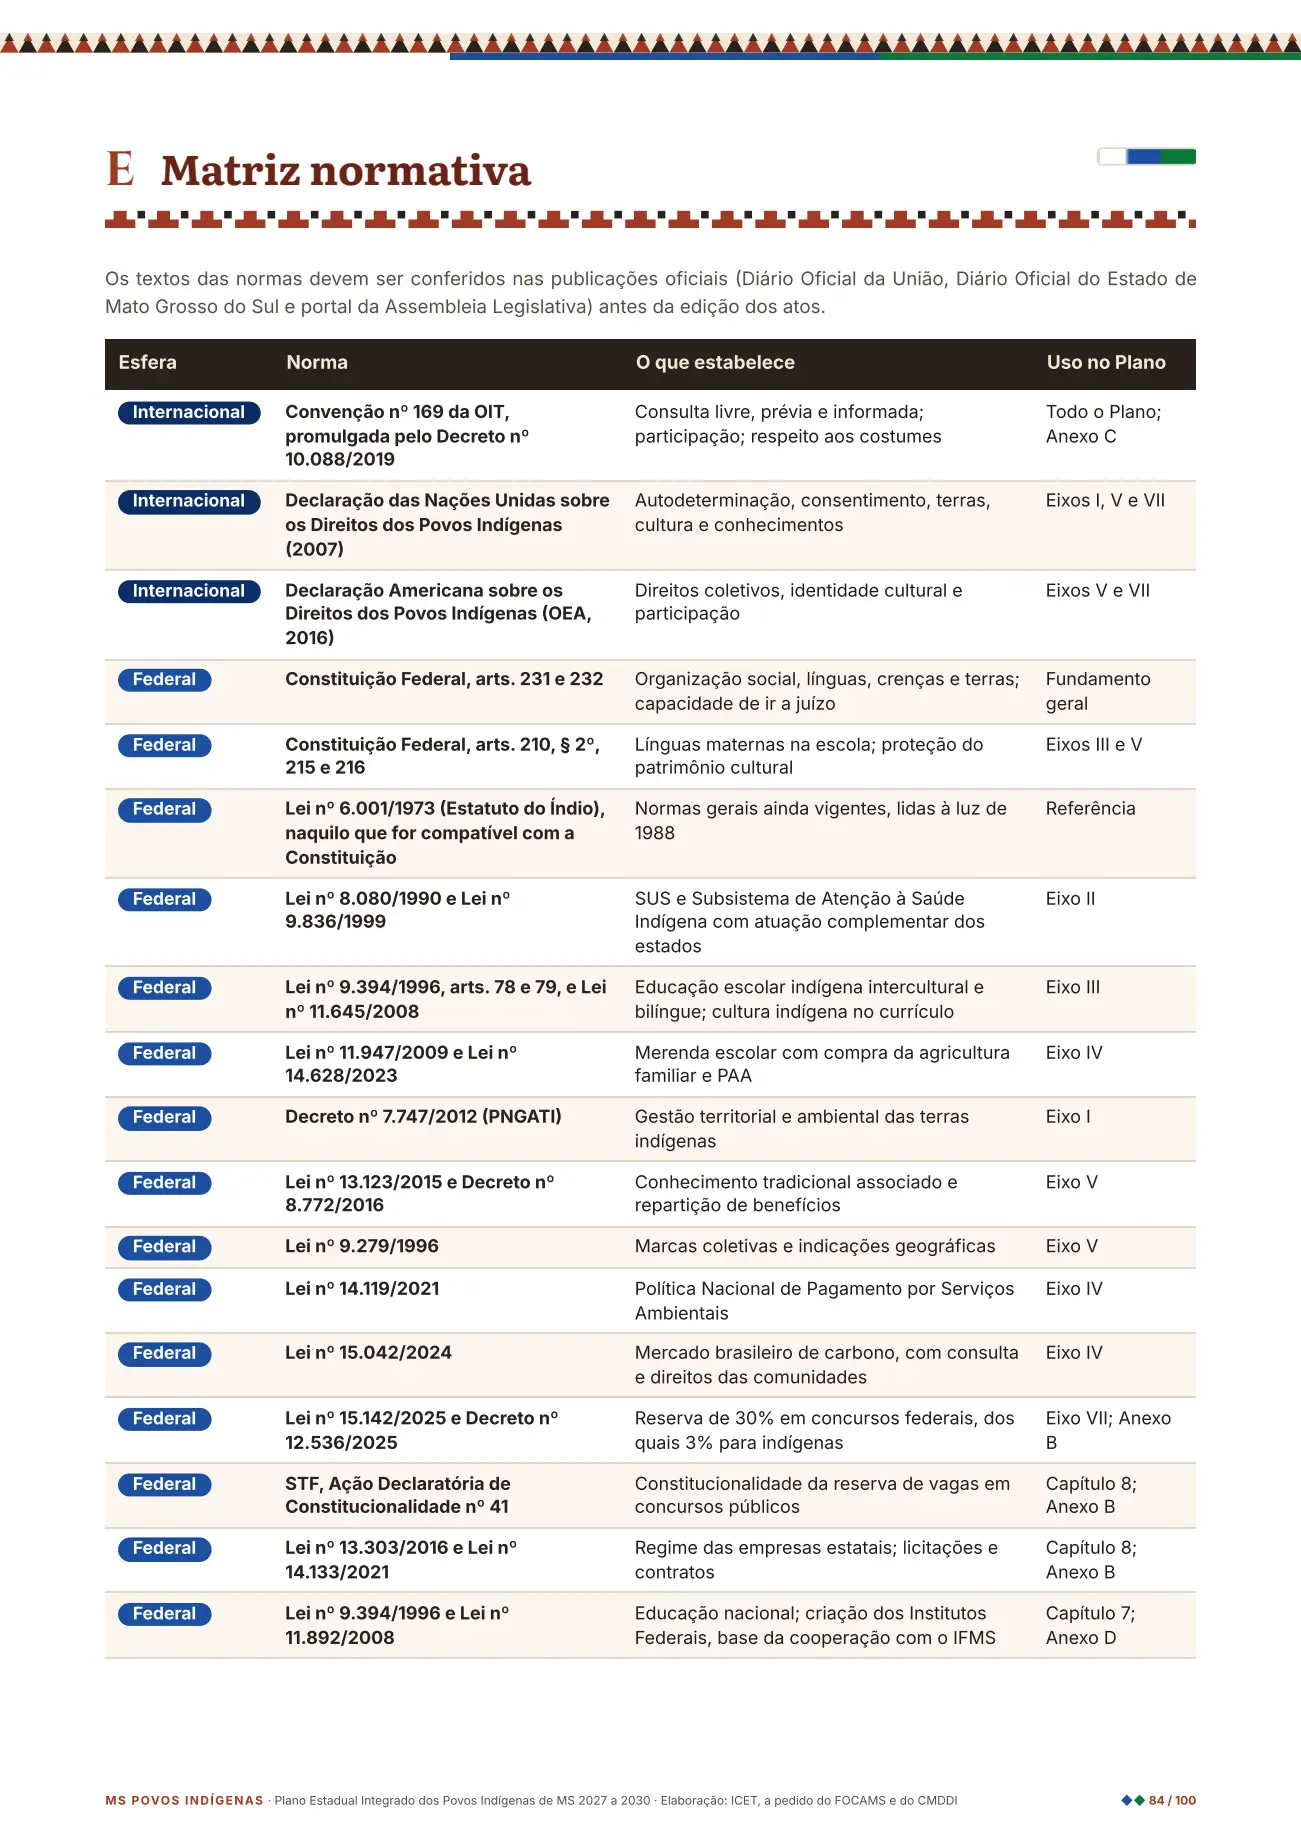 E Matriz normativa
Os textos das normas devem ser conferidos nas publicações oficiais (Diário Oficial da União, Diário Oficial do Estado de
Mato Grosso do Sul e portal da Assembleia Legislativa) antes da edição dos atos.
Esfera Norma O que estabelece Uso no Plano
Internacional Convenção nº 169 da OIT, Consulta livre, prévia e informada; Todo o Plano;
promulgada pelo Decreto nº participação; respeito aos costumes Anexo C
10.088/2019
Internacional Declaração das Nações Unidas sobre Autodeterminação, consentimento, terras, Eixos I, V e VII
os Direitos dos Povos Indígenas cultura e conhecimentos
(2007)
Internacional Declaração Americana sobre os Direitos coletivos, identidade cultural e Eixos V e VII
Direitos dos Povos Indígenas (OEA, participação
2016)
Federal Constituição Federal, arts. 231 e 232 Organização social, línguas, crenças e terras; Fundamento
capacidade de ir a juízo geral
Federal Constituição Federal, arts. 210, § 2º, Línguas maternas na escola; proteção do Eixos III e V
215 e 216 patrimônio cultural
Federal Lei nº 6.001/1973 (Estatuto do Índio), Normas gerais ainda vigentes, lidas à luz de Referência
naquilo que for compatível com a 1988
Constituição
Federal Lei nº 8.080/1990 e Lei nº SUS e Subsistema de Atenção à Saúde Eixo II
9.836/1999 Indígena com atuação complementar dos
estados
Federal Lei nº 9.394/1996, arts. 78 e 79, e Lei Educação escolar indígena intercultural e Eixo III
nº 11.645/2008 bilíngue; cultura indígena no currículo
Federal Lei nº 11.947/2009 e Lei nº Merenda escolar com compra da agricultura Eixo IV
14.628/2023 familiar e PAA
Federal Decreto nº 7.747/2012 (PNGATI) Gestão territorial e ambiental das terras Eixo I
indígenas
Federal Lei nº 13.123/2015 e Decreto nº Conhecimento tradicional associado e Eixo V
8.772/2016 repartição de benefícios
Federal Lei nº 9.279/1996 Marcas coletivas e indicações geográficas Eixo V
Federal Lei nº 14.119/2021 Política Nacional de Pagamento por Serviços Eixo IV
Ambientais
Federal Lei nº 15.042/2024 Mercado brasileiro de carbono, com consulta Eixo IV
e direitos das comunidades
Federal Lei nº 15.142/2025 e Decreto nº Reserva de 30% em concursos federais, dos Eixo VII; Anexo
12.536/2025 quais 3% para indígenas B
Federal STF, Ação Declaratória de Constitucionalidade da reserva de vagas em Capítulo 8;
Constitucionalidade nº 41 concursos públicos Anexo B
Federal Lei nº 13.303/2016 e Lei nº Regime das empresas estatais; licitações e Capítulo 8;
14.133/2021 contratos Anexo B
Federal Lei nº 9.394/1996 e Lei nº Educação nacional; criação dos Institutos Capítulo 7;
11.892/2008 Federais, base da cooperação com o IFMS Anexo D
MS POVOS INDÍGENAS · Plano Estadual Integrado dos Povos Indígenas de MS 2027 a 2030 · Elaboração: ICET, a pedido do FOCAMS e do CMDDI 84 / 100